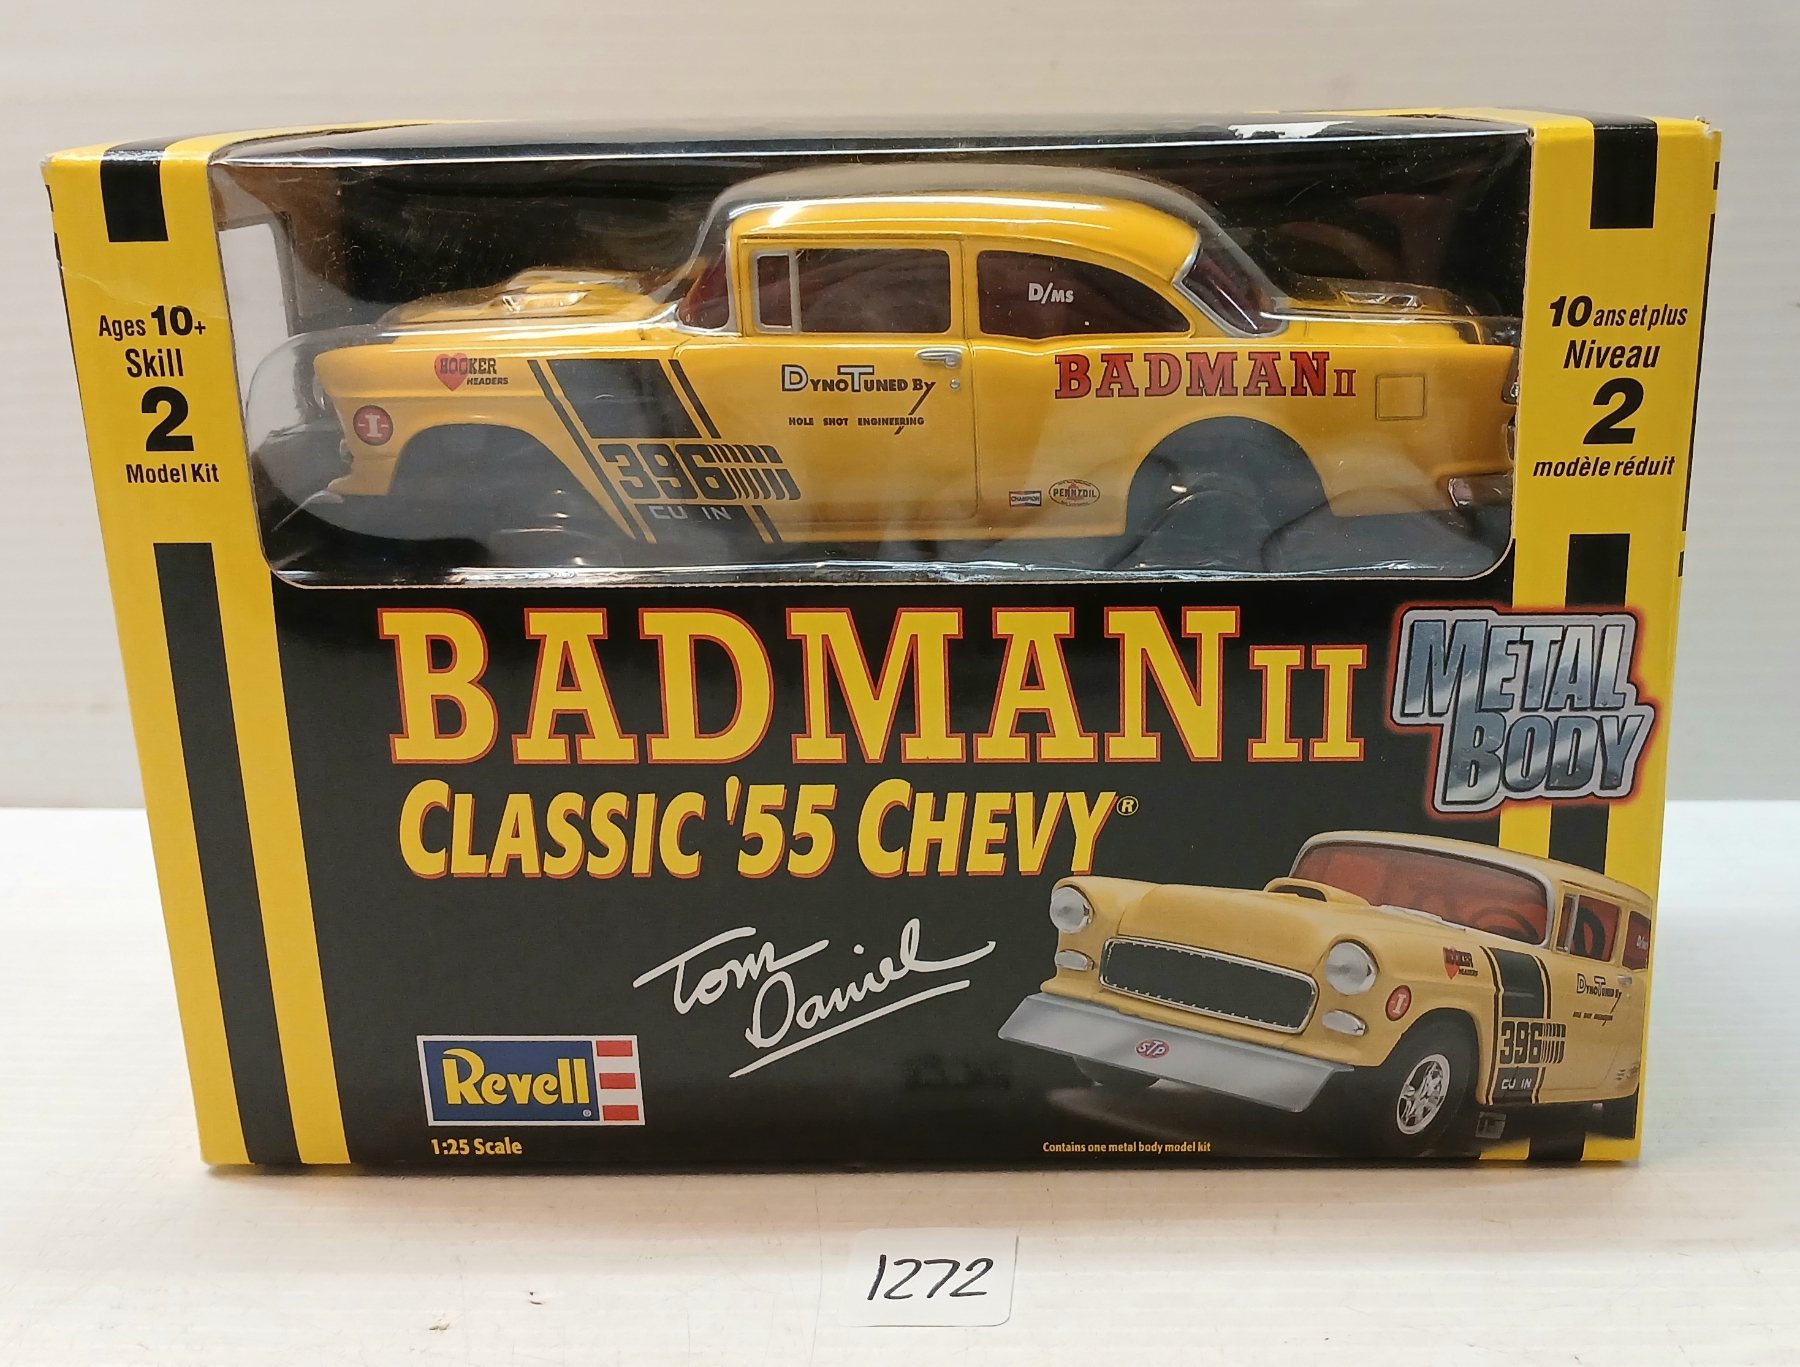 Ages 10+
Skill
2
Model Kit
10 ans et plus
Niveau
2
modèle réduit
HOOKER
HEADERS
I
396
CU IN
DYNOTUNED BY
HOLE SHOT ENGINEERING
D/MS
BADMAN II
CHAMPION
PENNZOIL
BADMAN II
METAL
BODY
CLASSIC '55 CHEVY®
Tom
Daniel
Revell®
1:25 Scale
Contains one metal body model kit
STP
HOOKER
HEADERS
I
396
CU IN
DYNOTUNED BY
1272